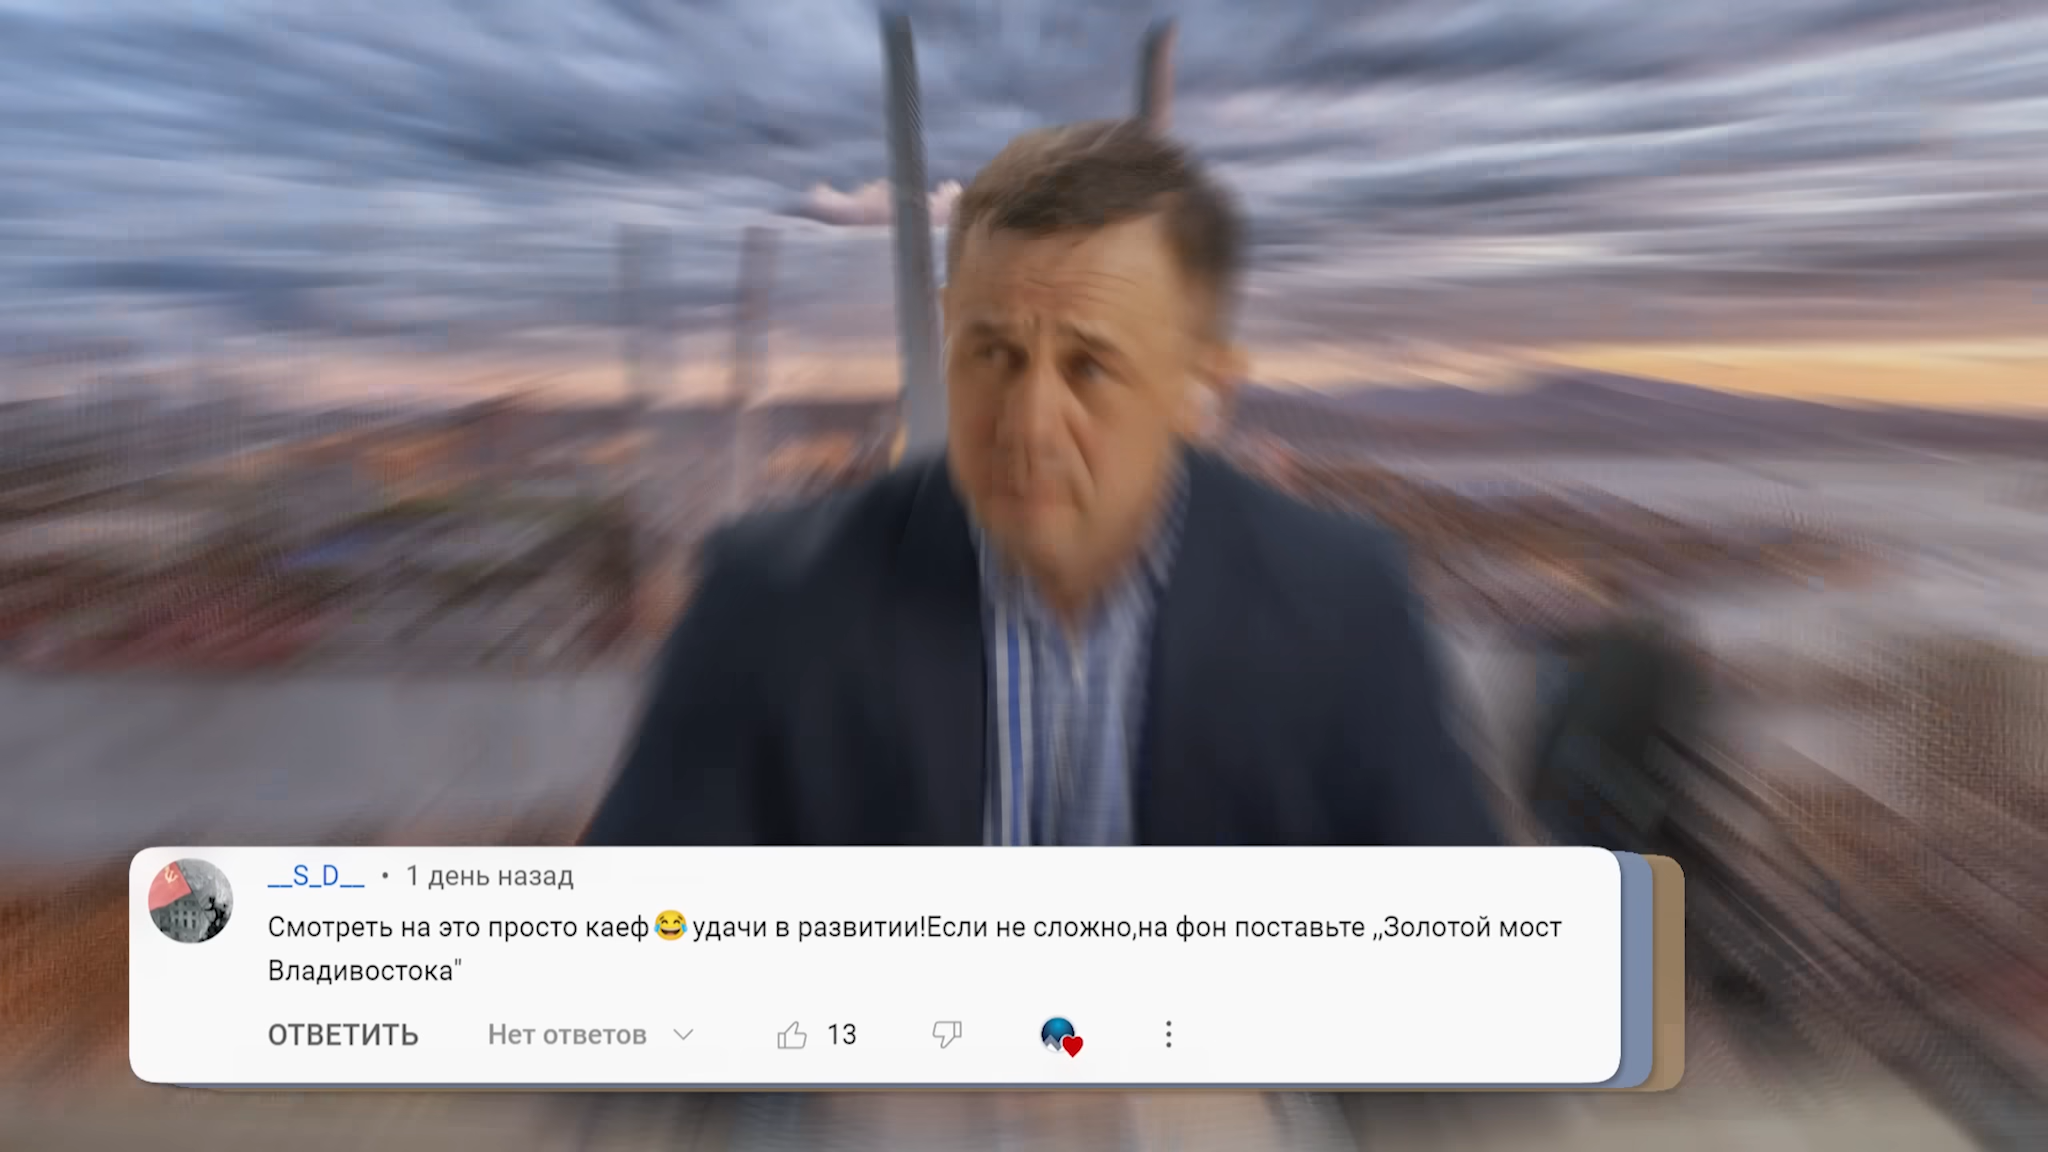 __S_D__ • 1 день назад
Смотреть на это просто каеф😂удачи в развитии!Если не сложно,на фон поставьте ,,Золотой мост
Владивостока"
ОТВЕТИТЬ Нет ответов 13